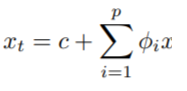 x_t = c + \sum_{i=1}^{p} \phi_i x